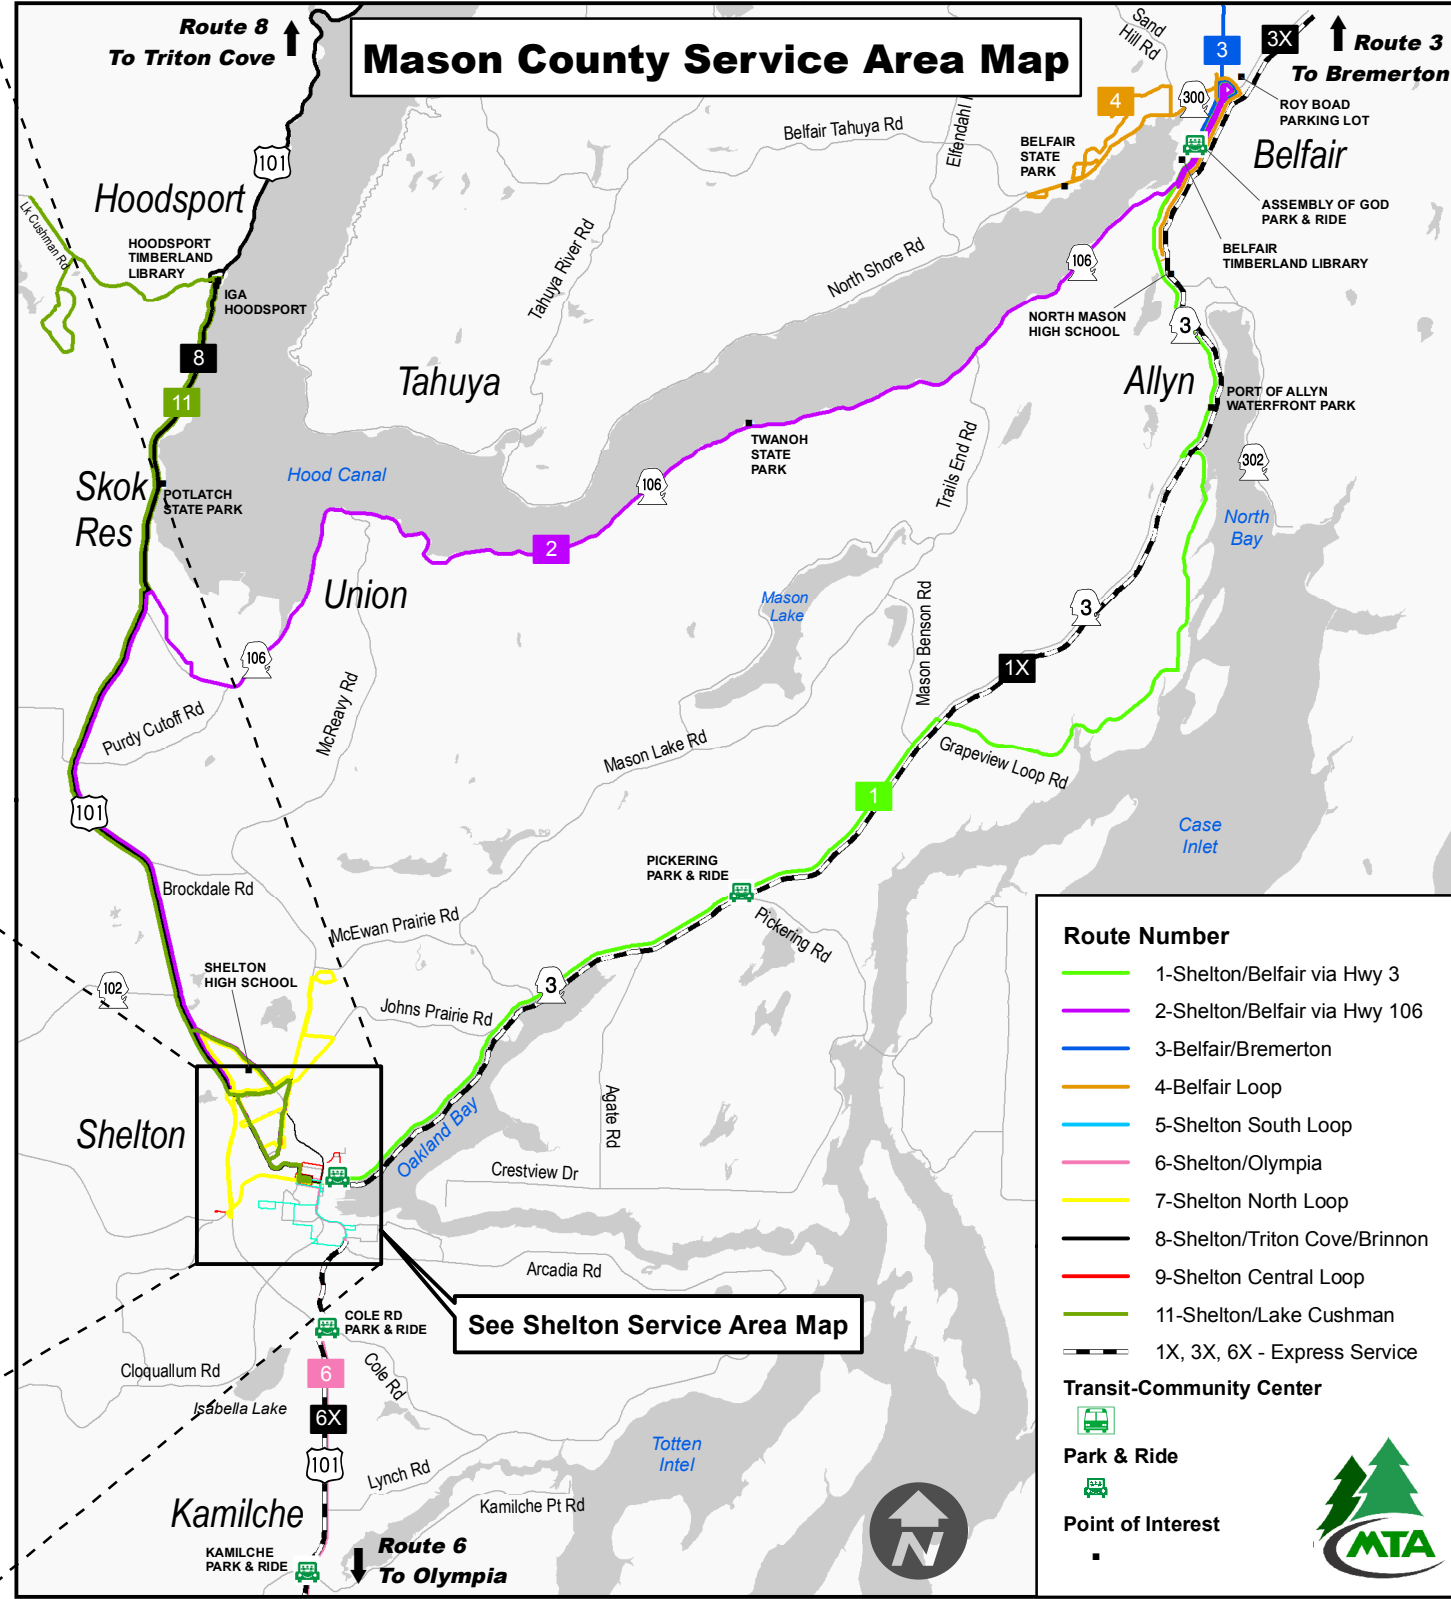 Mason County Service Area Map
Route 8
To Triton Cove
Route 3
To Bremerton
Sand
Hill Rd
3
3X
4
300
ROY BOAD
PARKING LOT
Belfair
BELFAIR
STATE
PARK
Belfair Tahuya Rd
Elfendahl
ASSEMBLY OF GOD
PARK & RIDE
BELFAIR
TIMBERLAND LIBRARY
101
Hoodsport
HOODSPORT
TIMBERLAND
LIBRARY
Lk Cushman Rd
IGA
HOODSPORT
8
11
Tahuya River Rd
North Shore Rd
106
NORTH MASON
HIGH SCHOOL
3
Tahuya
Allyn
PORT OF ALLYN
WATERFRONT PARK
302
TWANOH
STATE
PARK
Trails End Rd
Hood Canal
Skok
Res
POTLATCH
STATE PARK
106
North
Bay
2
Union
Mason
Lake
Mason Benson Rd
3
106
1X
Purdy Cutoff Rd
McReavy Rd
Mason Lake Rd
Grapeview Loop Rd
101
1
Case
Inlet
PICKERING
PARK & RIDE
Brockdale Rd
McEwan Prairie Rd
Pickering Rd
SHELTON
HIGH SCHOOL
102
3
Johns Prairie Rd
Shelton
Oakland Bay
Agate Rd
Crestview Dr
Arcadia Rd
See Shelton Service Area Map
COLE RD
PARK & RIDE
Cloquallum Rd
6
Cole Rd
Isabella Lake
6X
101
Totten
Intel
Lynch Rd
Kamilche
Kamilche Pt Rd
KAMILCHE
PARK & RIDE
Route 6
To Olympia
N
Route Number
1-Shelton/Belfair via Hwy 3
2-Shelton/Belfair via Hwy 106
3-Belfair/Bremerton
4-Belfair Loop
5-Shelton South Loop
6-Shelton/Olympia
7-Shelton North Loop
8-Shelton/Triton Cove/Brinnon
9-Shelton Central Loop
11-Shelton/Lake Cushman
1X, 3X, 6X - Express Service
Transit-Community Center
Park & Ride
Point of Interest
MTA